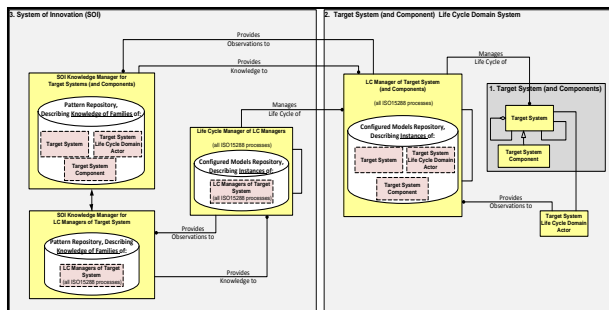 3. System of Innovation (SOI)
2. Target System (and Component) Life Cycle Domain System
Provides
Observations to
Provides
Knowledge to
Manages
Life Cycle of
SOI Knowledge Manager for
Target Systems (and Components)
Pattern Repository,
Describing Knowledge of Families of:
Target System
Target System
Life Cycle Domain
Actor
Target System
Component
Manages
Life Cycle of
Life Cycle Manager of LC Managers
(all ISO15288 processes)
Configured Models Repository,
Describing Instances of:
LC Managers of Target
System
(all ISO15288 processes)
LC Manager of Target System
(and Components)
(all ISO15288 processes)
Configured Models Repository,
Describing Instances of:
Target System
Target System
Life Cycle Domain
Actor
Target System
Component
1. Target System (and Components)
Target System
Target System
Component
SOI Knowledge Manager for
LC Managers of Target System
Pattern Repository, Describing
Knowledge of Families of:
LC Managers of Target
System
(all ISO15288 processes)
Provides
Observations to
Provides
Knowledge to
Provides
Observations to
Target System
Life Cycle Domain
Actor